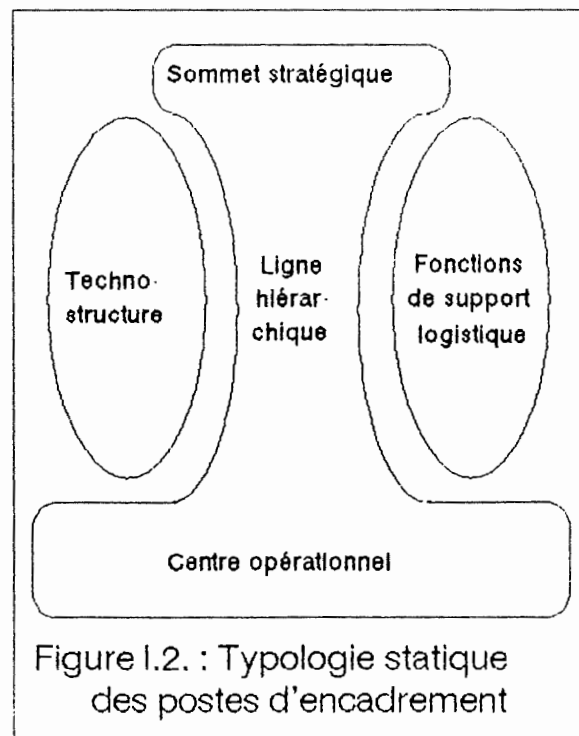 Sommet stratégique
Techno-
structure
Ligne
hiérar-
chique
Fonctions
de support
logistique
Centre opérationnel
Figure I.2. : Typologie statique
des postes d'encadrement